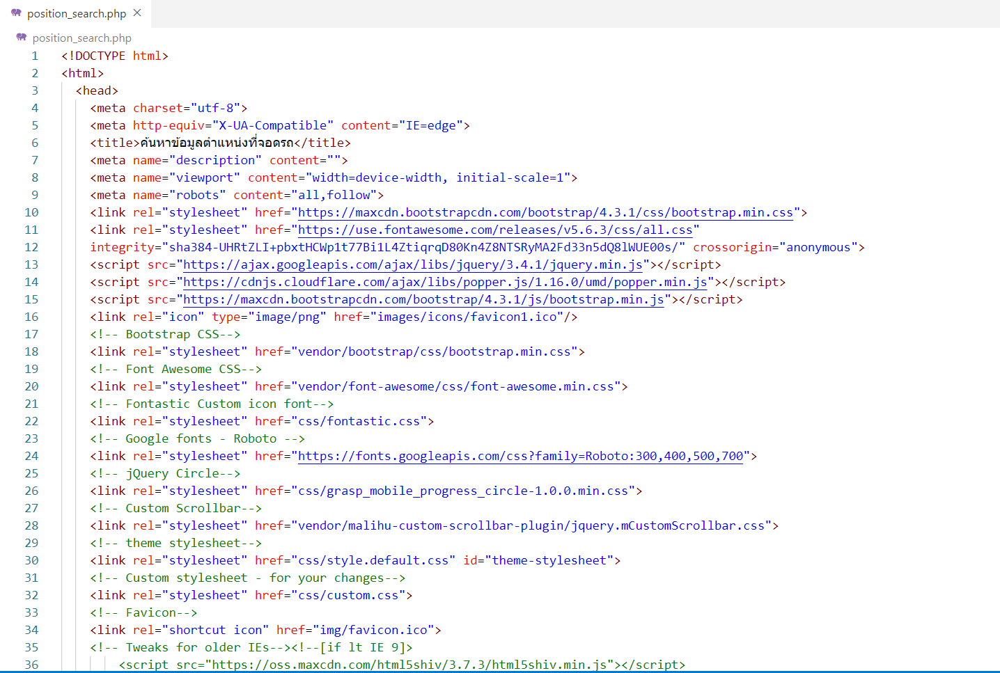 position_search.php ×
position_search.php
1 <!DOCTYPE html>
2 <html>
3 <head>
4 <meta charset="utf-8">
5 <meta http-equiv="X-UA-Compatible" content="IE=edge">
6 <title>ค้นหาข้อมูลตำแหน่งที่จอดรถ</title>
7 <meta name="description" content="">
8 <meta name="viewport" content="width=device-width, initial-scale=1">
9 <meta name="robots" content="all,follow">
10 <link rel="stylesheet" href="https://maxcdn.bootstrapcdn.com/bootstrap/4.3.1/css/bootstrap.min.css">
11 <link rel="stylesheet" href="https://use.fontawesome.com/releases/v5.6.3/css/all.css"
12 integrity="sha384-UHRtZLI+pbxtHCWp1t77Bi1L4ZtiqrqD80Kn4Z8NTSRyMA2Fd33n5dQ8lWUE00s/" crossorigin="anonymous">
13 <script src="https://ajax.googleapis.com/ajax/libs/jquery/3.4.1/jquery.min.js"></script>
14 <script src="https://cdnjs.cloudflare.com/ajax/libs/popper.js/1.16.0/umd/popper.min.js"></script>
15 <script src="https://maxcdn.bootstrapcdn.com/bootstrap/4.3.1/js/bootstrap.min.js"></script>
16 <link rel="icon" type="image/png" href="images/icons/favicon1.ico"/>
17 <!-- Bootstrap CSS-->
18 <link rel="stylesheet" href="vendor/bootstrap/css/bootstrap.min.css">
19 <!-- Font Awesome CSS-->
20 <link rel="stylesheet" href="vendor/font-awesome/css/font-awesome.min.css">
21 <!-- Fontastic Custom icon font-->
22 <link rel="stylesheet" href="css/fontastic.css">
23 <!-- Google fonts - Roboto -->
24 <link rel="stylesheet" href="https://fonts.googleapis.com/css?family=Roboto:300,400,500,700">
25 <!-- jQuery Circle-->
26 <link rel="stylesheet" href="css/grasp_mobile_progress_circle-1.0.0.min.css">
27 <!-- Custom Scrollbar-->
28 <link rel="stylesheet" href="vendor/malihu-custom-scrollbar-plugin/jquery.mCustomScrollbar.css">
29 <!-- theme stylesheet-->
30 <link rel="stylesheet" href="css/style.default.css" id="theme-stylesheet">
31 <!-- Custom stylesheet - for your changes-->
32 <link rel="stylesheet" href="css/custom.css">
33 <!-- Favicon-->
34 <link rel="shortcut icon" href="img/favicon.ico">
35 <!-- Tweaks for older IEs--><!--[if lt IE 9]>
36 <script src="https://oss.maxcdn.com/html5shiv/3.7.3/html5shiv.min.js"></script>